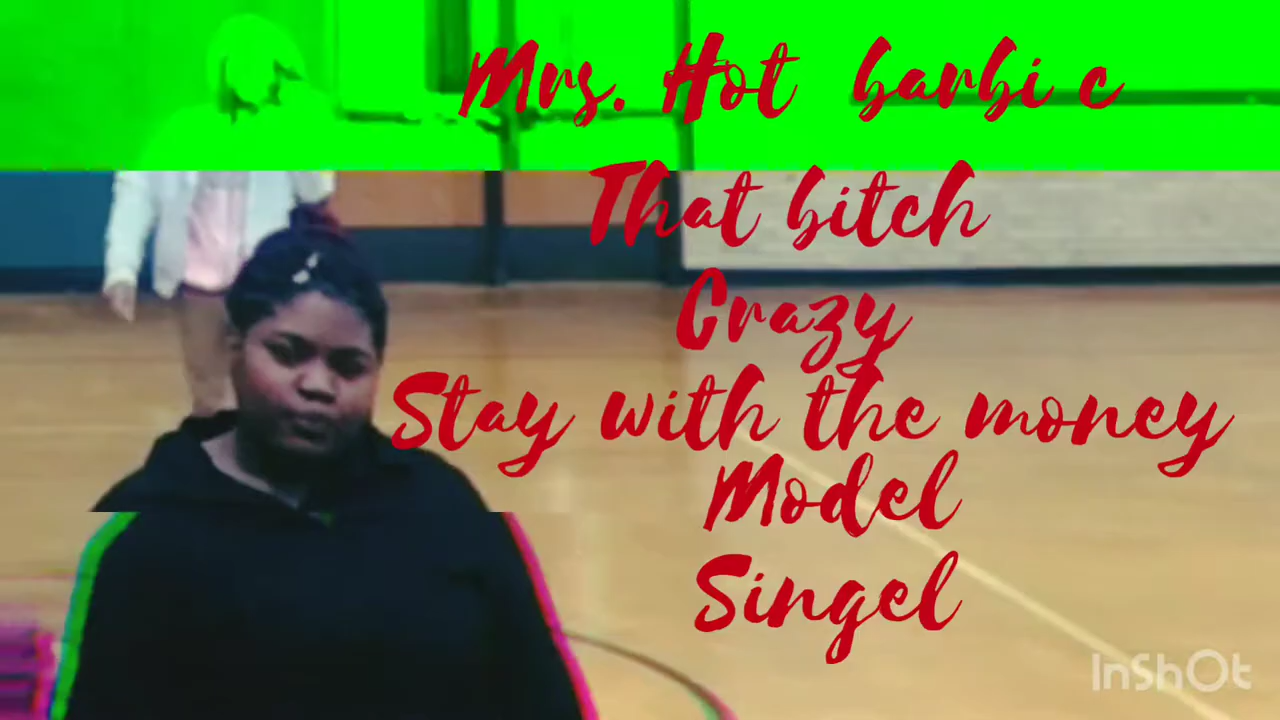 Mrs. Hot barbi c
That bitch
Crazy
Stay with the money
Model
Singel
InShOt